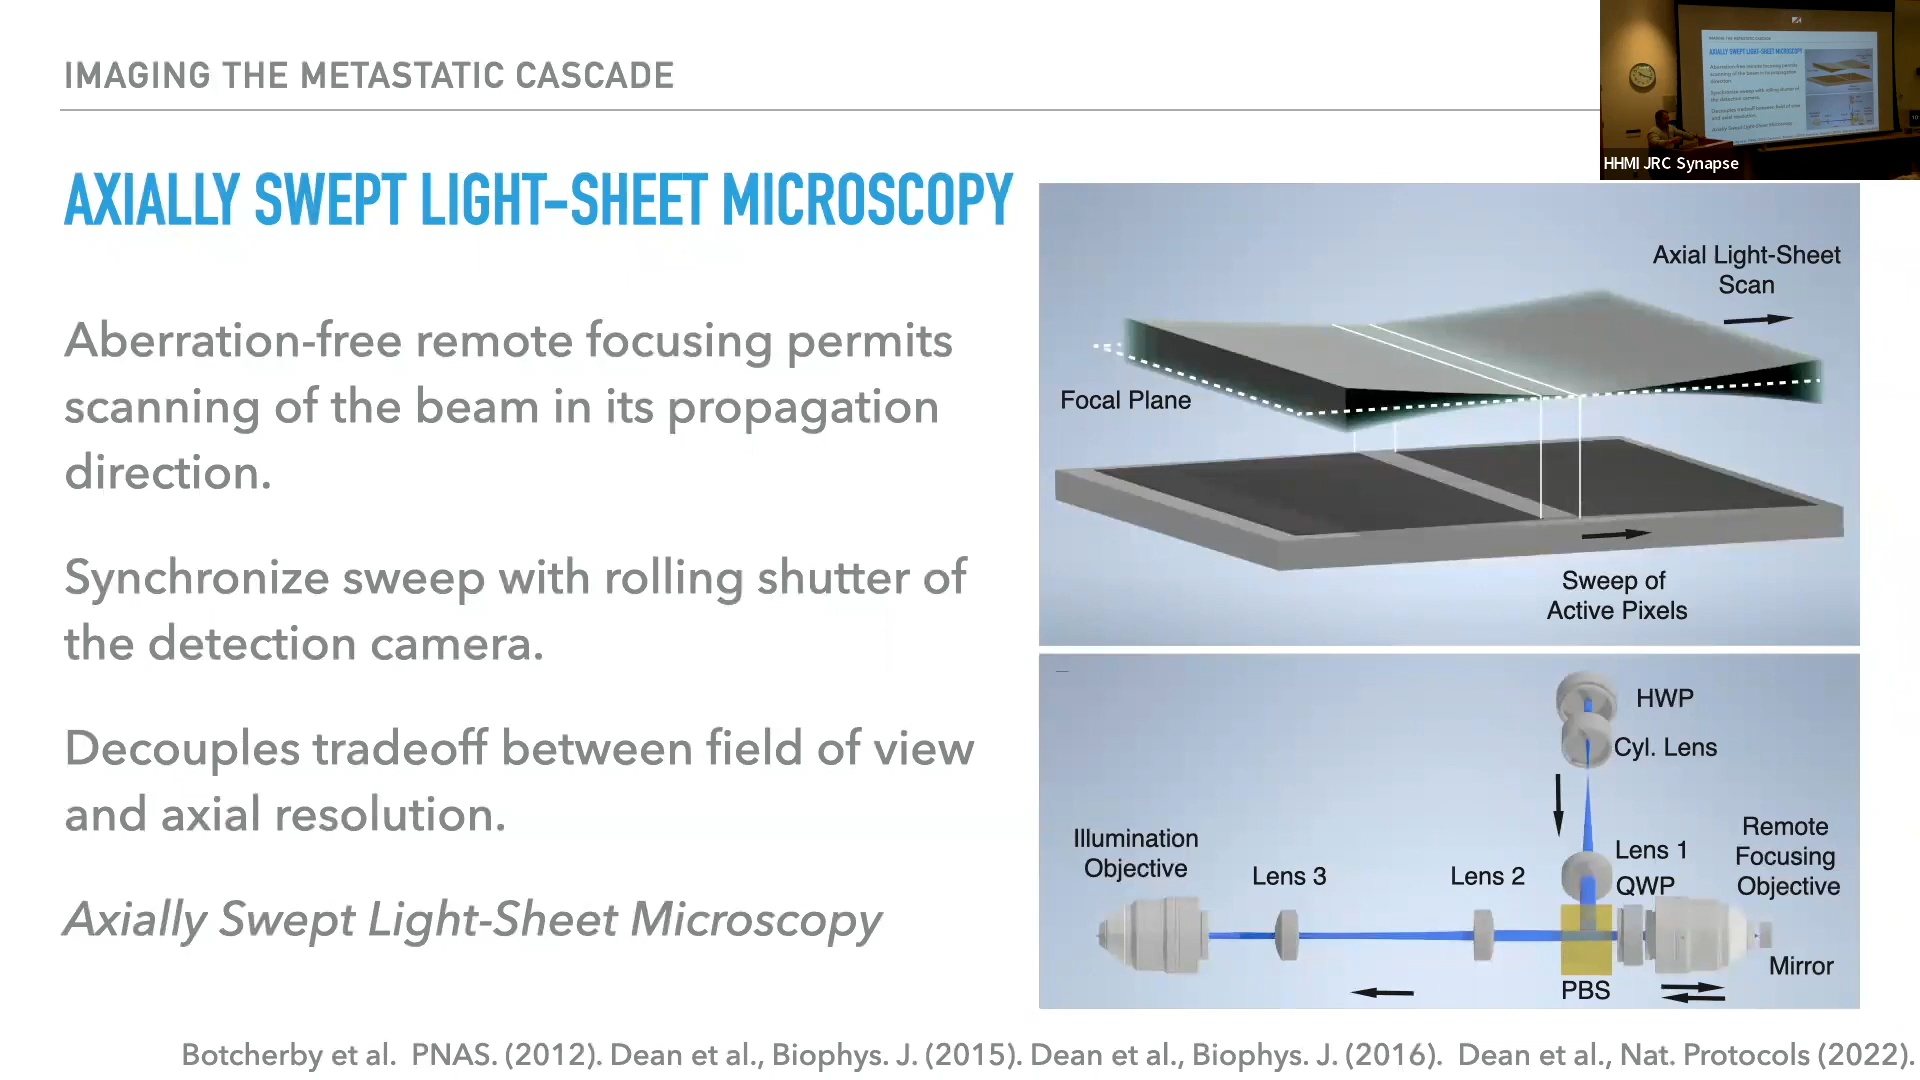 IMAGING THE METASTATIC CASCADE
HHMI JRC Synapse
AXIALLY SWEPT LIGHT-SHEET MICROSCOPY
Aberration-free remote focusing permits
scanning of the beam in its propagation
direction.
Synchronize sweep with rolling shutter of
the detection camera.
Decouples tradeoff between field of view
and axial resolution.
Axially Swept Light-Sheet Microscopy
Axial Light-Sheet
Scan
Focal Plane
Sweep of
Active Pixels
HWP
Cyl. Lens
Illumination
Objective
Lens 3
Lens 2
Lens 1
QWP
Remote
Focusing
Objective
Mirror
PBS
Botcherby et al.  PNAS. (2012). Dean et al., Biophys. J. (2015). Dean et al., Biophys. J. (2016).  Dean et al., Nat. Protocols (2022).